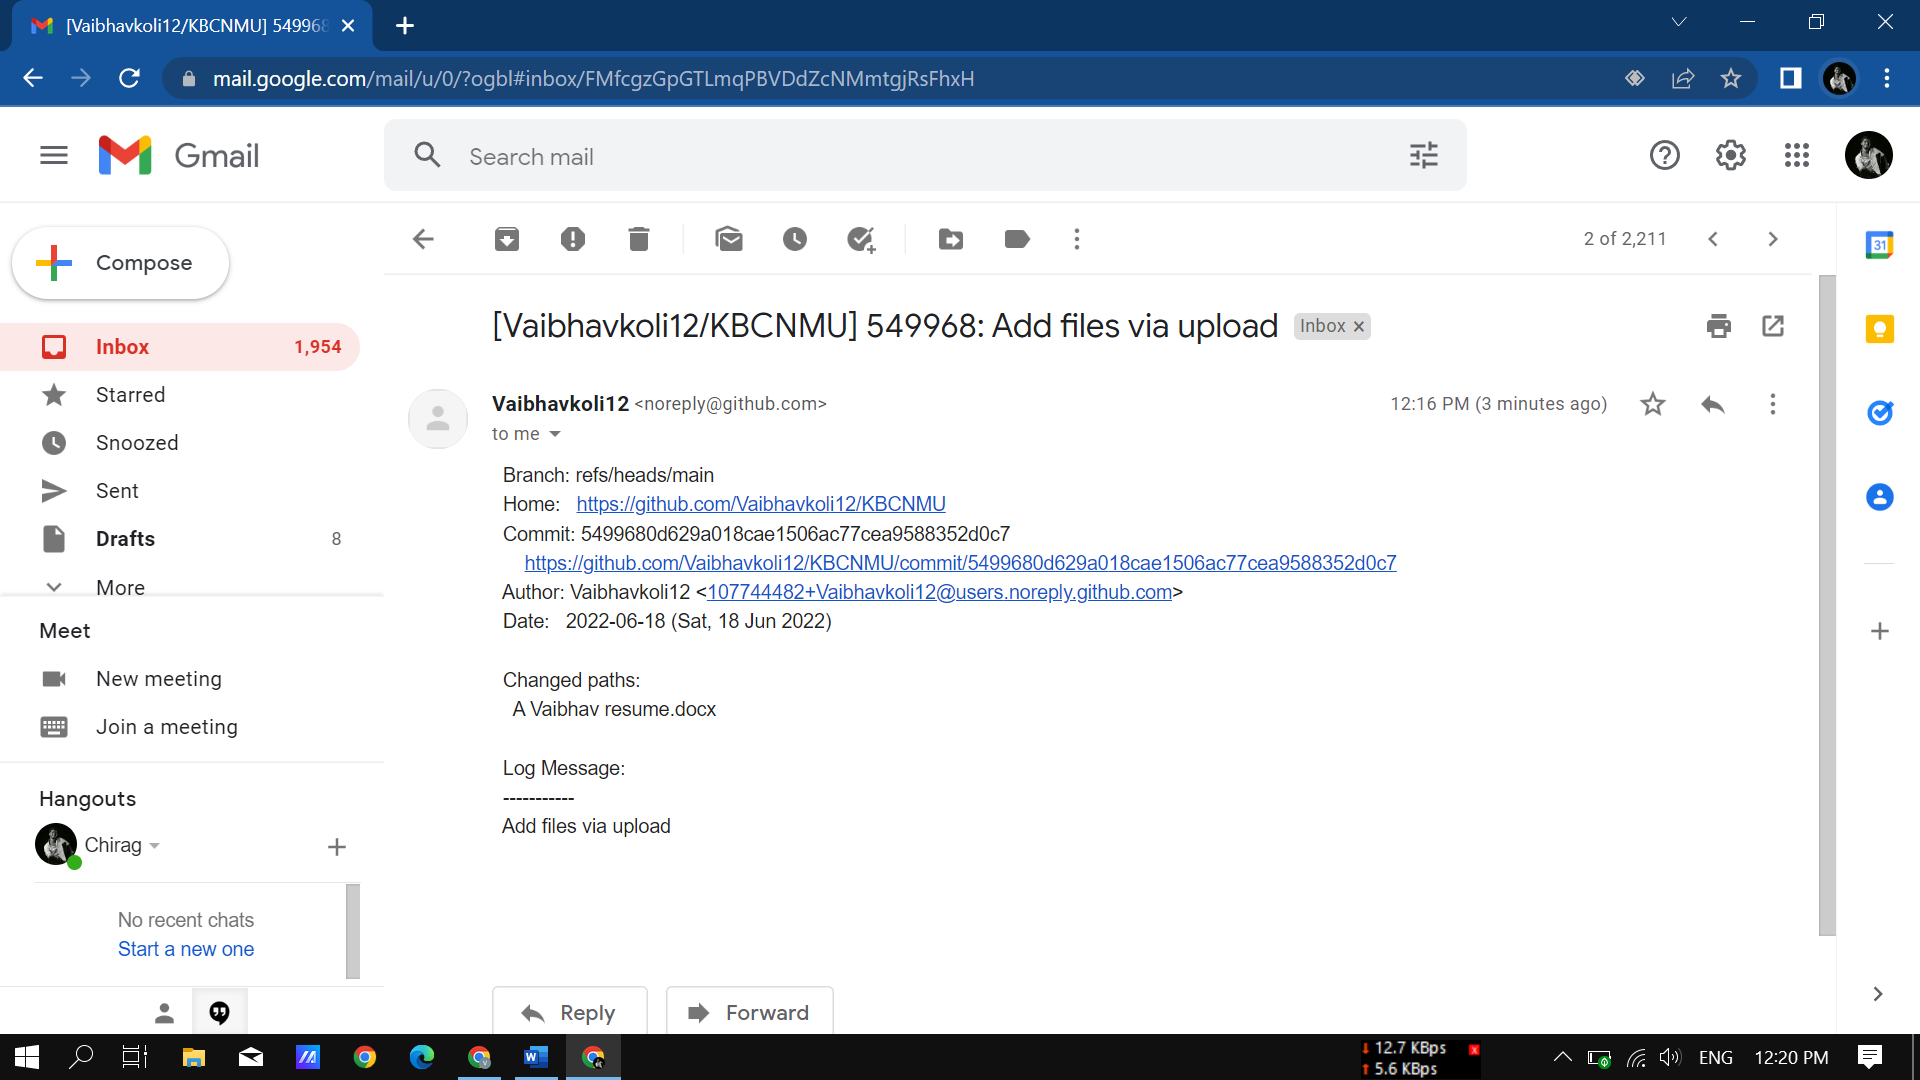 [Vaibhavkoli12/KBCNMU] 549968
mail.google.com/mail/u/0/?ogbl#inbox/FMfcgzGpGTLmqPBVDdZcNMmtgjRsFhxH
Gmail
Search mail
Compose
2 of 2,211
31
[Vaibhavkoli12/KBCNMU] 549968: Add files via upload
Inbox ×
Inbox 1,954
Starred
Snoozed
Sent
Drafts 8
More
Vaibhavkoli12 <noreply@github.com>
12:16 PM (3 minutes ago)
to me
Branch: refs/heads/main
Home: https://github.com/Vaibhavkoli12/KBCNMU
Commit: 5499680d629a018cae1506ac77cea9588352d0c7
https://github.com/Vaibhavkoli12/KBCNMU/commit/5499680d629a018cae1506ac77cea9588352d0c7
Author: Vaibhavkoli12 <107744482+Vaibhavkoli12@users.noreply.github.com>
Date: 2022-06-18 (Sat, 18 Jun 2022)
Changed paths:
A Vaibhav resume.docx
Log Message:
-----------
Add files via upload
Meet
New meeting
Join a meeting
Hangouts
Chirag
No recent chats
Start a new one
Reply
Forward
12.7 KBps
5.6 KBps
ENG
12:20 PM